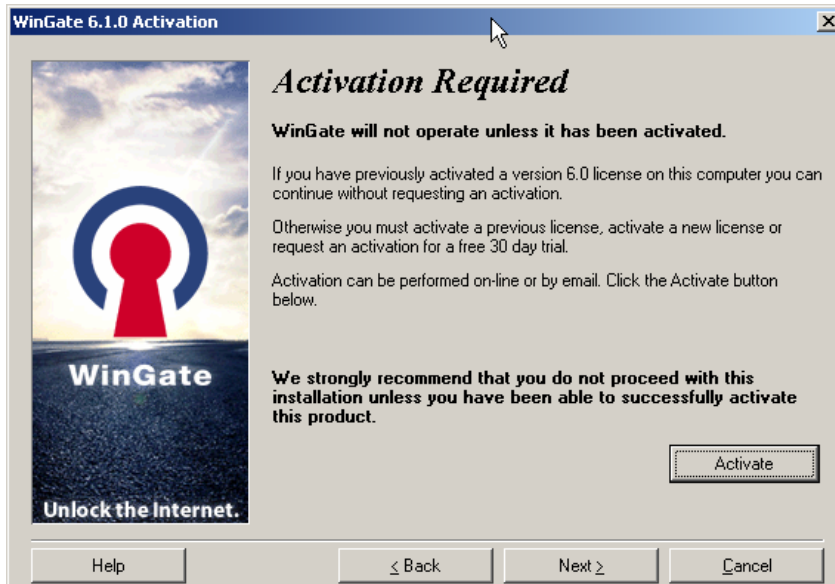 WinGate 6.1.0 Activation
Activation Required
WinGate will not operate unless it has been activated.
If you have previously activated a version 6.0 license on this computer you can
continue without requesting an activation.
Otherwise you must activate a previous license, activate a new license or
request an activation for a free 30 day trial.
Activation can be performed on-line or by email. Click the Activate button
below.
We strongly recommend that you do not proceed with this
installation unless you have been able to successfully activate
this product.
WinGate
Unlock the Internet.
Activate
Help
< Back
Next >
Cancel